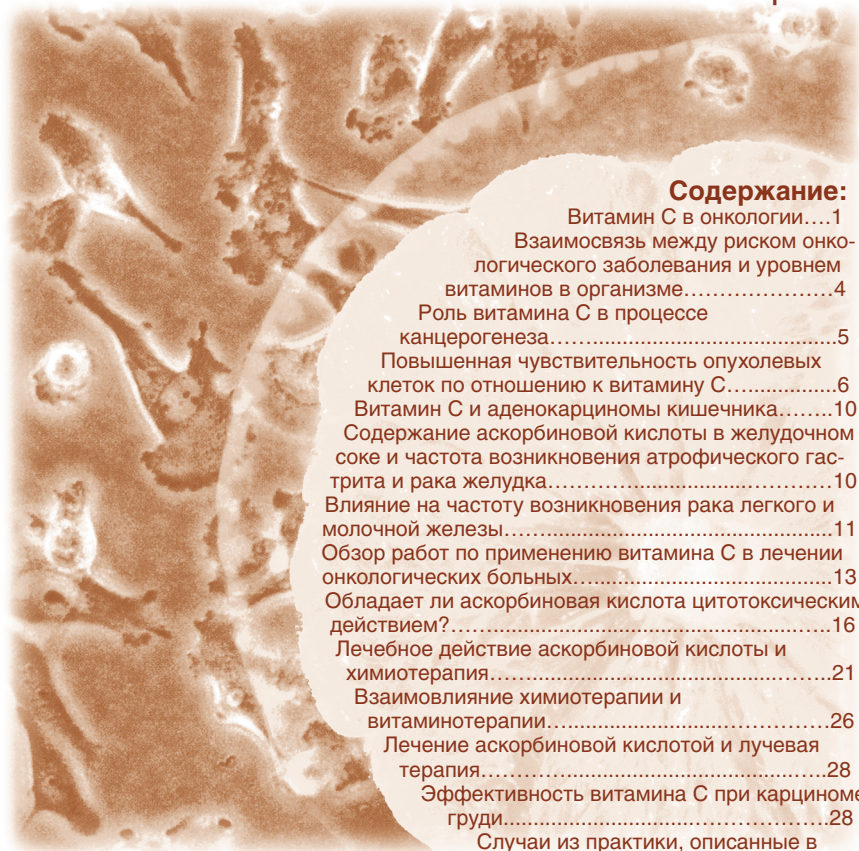 Содержание:
Витамин С в онкологии….1
Взаимосвязь между риском онко-
логического заболевания и уровнем
витаминов в организме………………4
Роль витамина С в процессе
канцерогенеза…….........................................5
Повышенная чувствительность опухолевых
клеток по отношению к витамину С….............6
Витамин С и аденокарциномы кишечника……..10
Содержание аскорбиновой кислоты в желудочном
соке и частота возникновения атрофического гас-
трита и рака желудка……………........………….10
Влияние на частоту возникновения рака легкого и
молочной железы……..........................................11
Обзор работ по применению витамина С в лечении
онкологических больных…....................................13
Обладает ли аскорбиновая кислота цитотоксическим
действием?…….....................................................16
Лечебное действие аскорбиновой кислоты и
химиотерапия……................................................21
Взаимовлияние химиотерапии и
витаминотерапии.....................………………….26
Лечение аскорбиновой кислотой и лучевая
терапия…………...........................................28
Эффективность витамина С при карциноме
груди..............................………………….28
Случаи из практики, описанные в